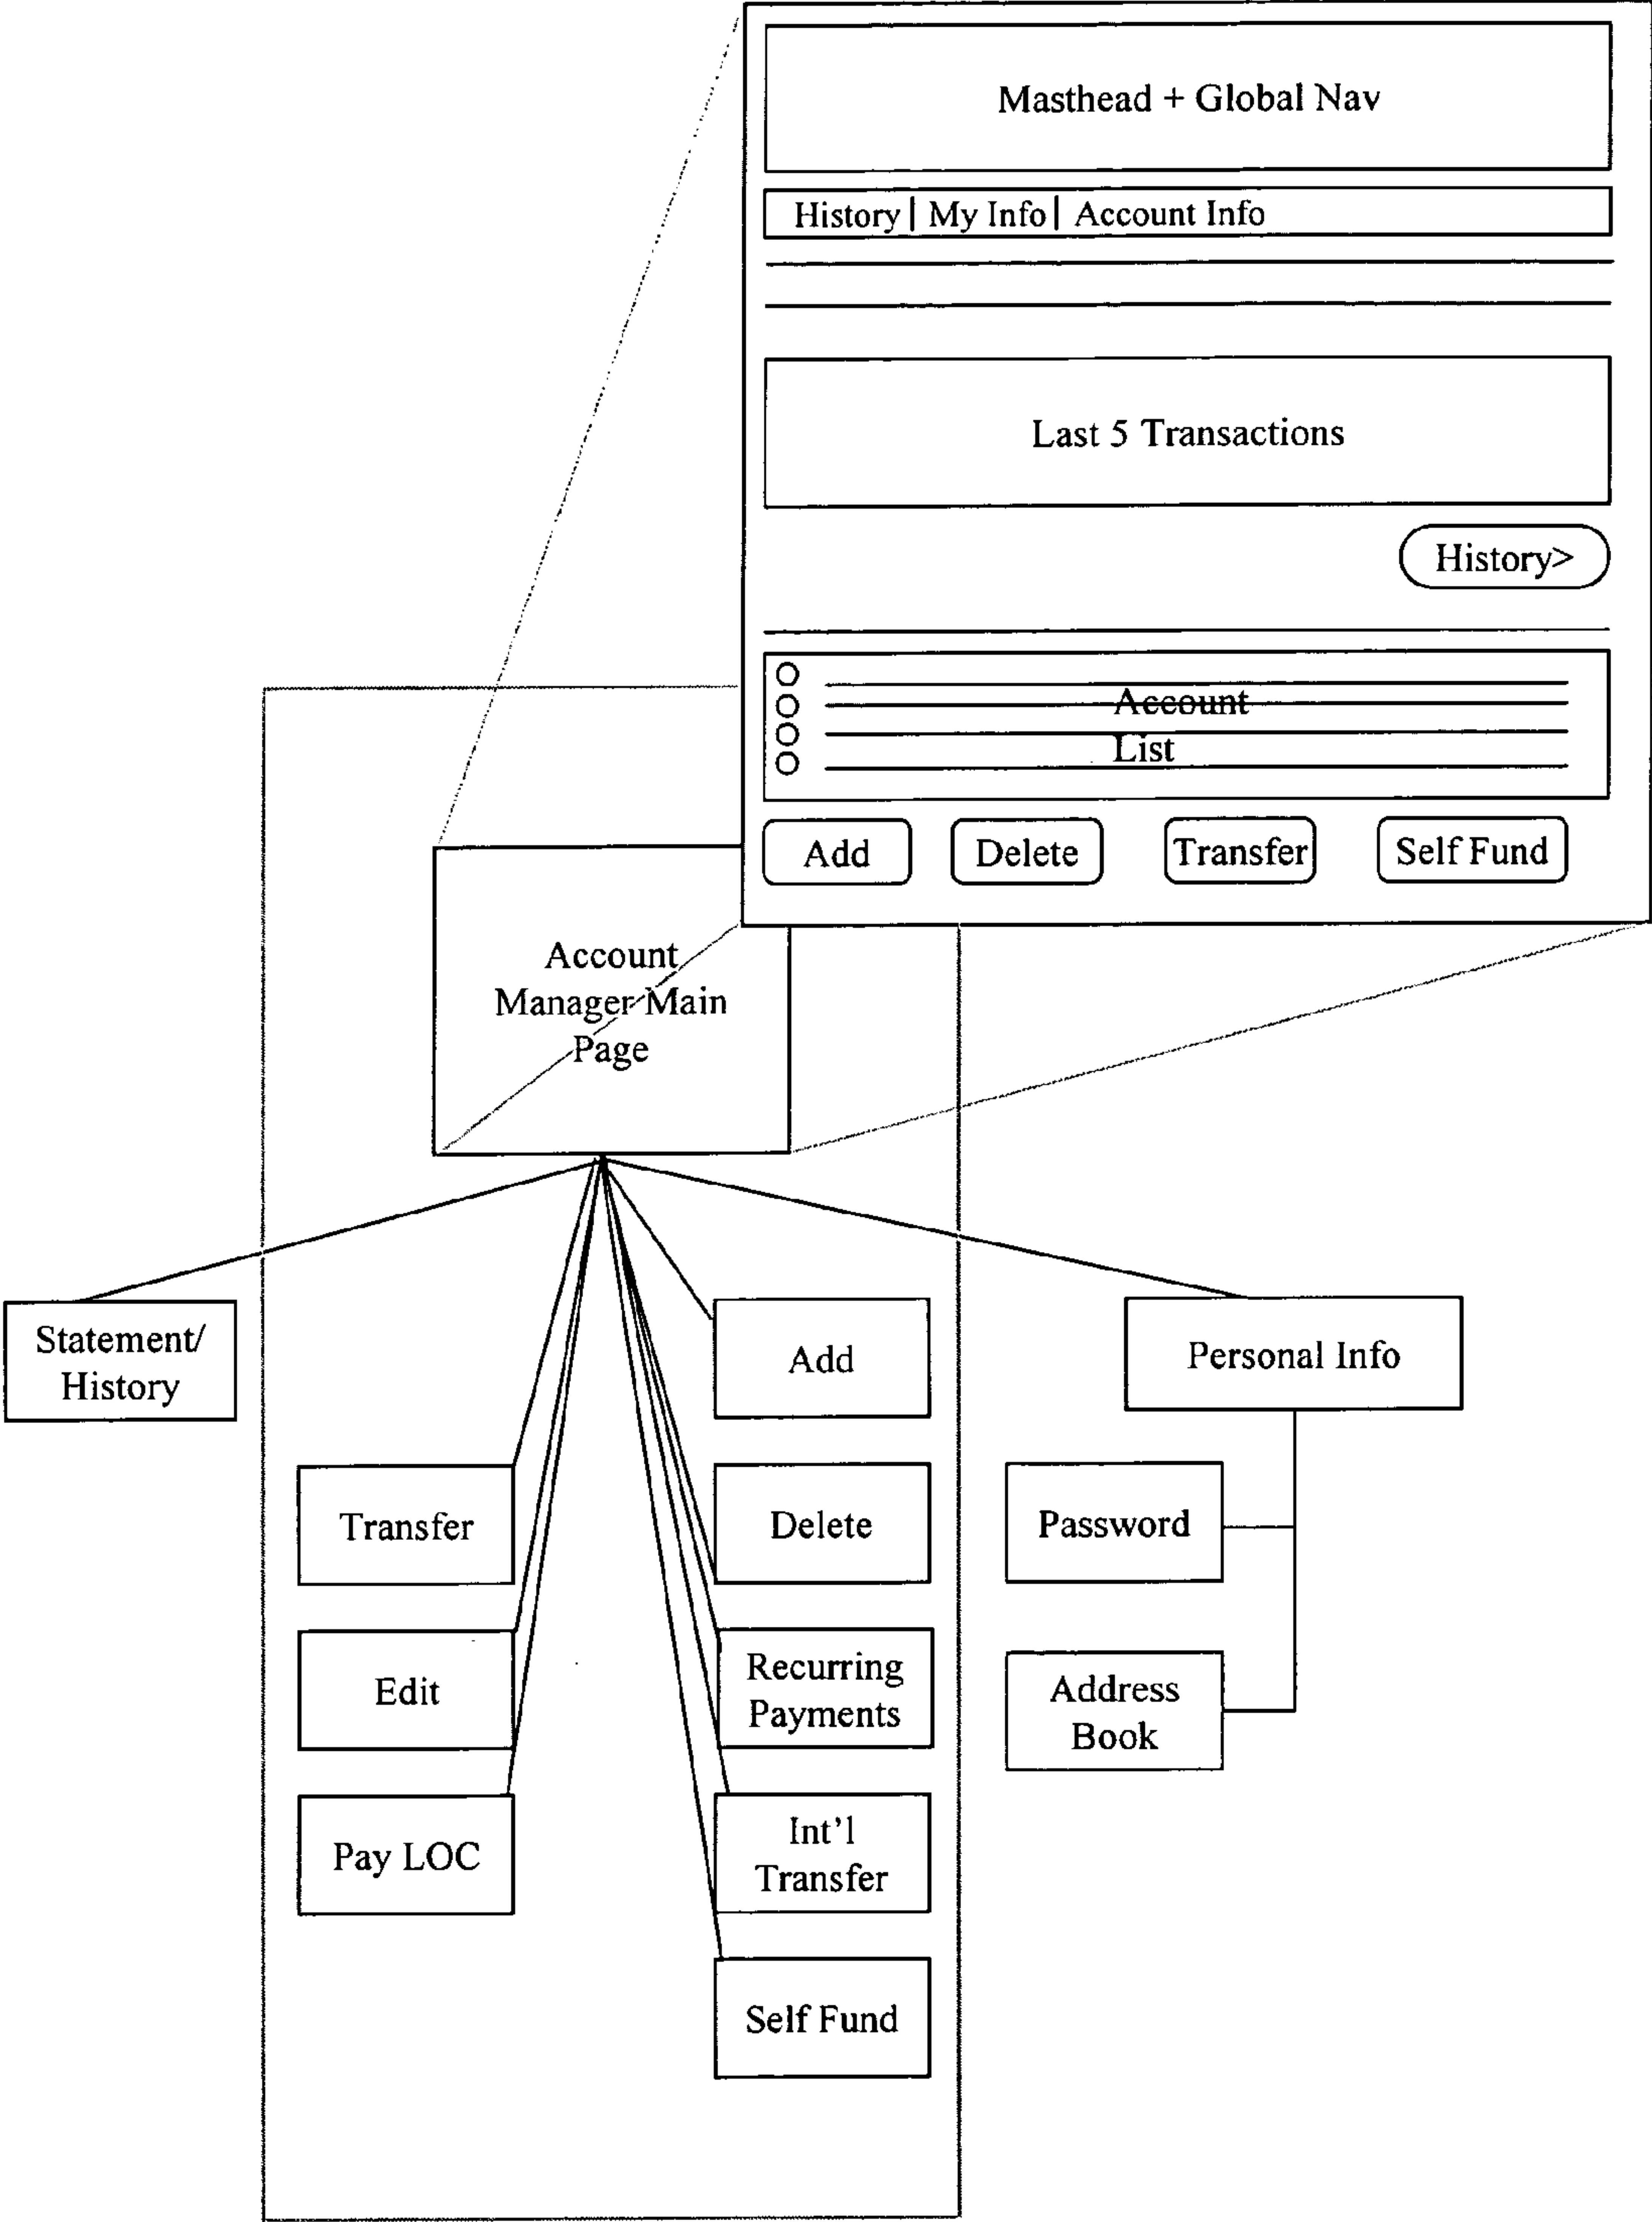 Masthead + Global Nav
History | My Info | Account Info
Last 5 Transactions
History>
Account
List
Add
Delete
Transfer
Self Fund
Account
Manager Main
Page
Statement/
History
Add
Personal Info
Transfer
Delete
Password
Edit
Recurring
Payments
Address
Book
Pay LOC
Int'l
Transfer
Self Fund